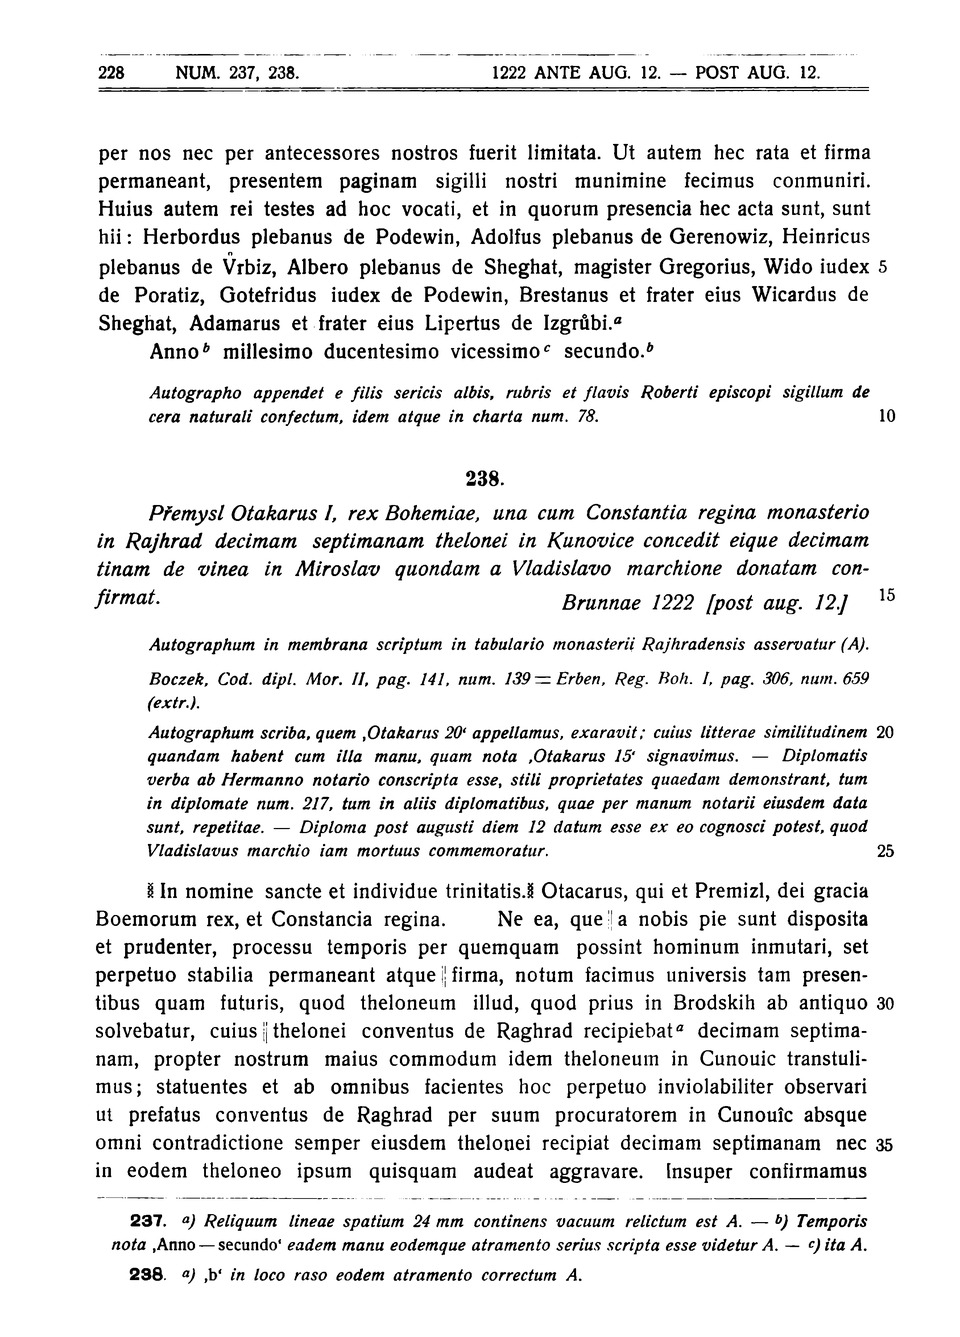 228 NUM. 237, 238. 1222 ANTE AUG. 12. — POST AUG. 12.
per nos nec per antecessores nostros fuerit limitata. Ut autem hec rata et firma
permaneant, presentem paginam sigilli nostri munimine fecimus conmuniri.
Huius autem rei testes ad hoc vocati, et in quorum presencia hec acta sunt, sunt
hii: Herbordus plebanus de Podewin, Adolfus plebanus de Gerenowiz, Heinricus
plebanus de Vͫrbiz, Albero plebanus de Sheghat, magister Gregorius, Wido iudex 5
de Poratiz, Gotefridus iudex de Podewin, Brestanus et frater eius Wicardus de
Sheghat, Adamarus et frater eius Lipertus de Izgrůbi.ᵃ
Annoᵇ millesimo ducentesimo vicessimoᶜ secundo.ᵇ
Autographo appendet e filis sericis albis, rubris et flavis Roberti episcopi sigillum de
cera naturali confectum, idem atque in charta num. 78. 10
238.
Přemysl Otakarus I, rex Bohemiae, una cum Constantia regina monasterio
in Rajhrad decimam septimanam thelonei in Kunovice concedit eique decimam
tinam de vinea in Miroslav quondam a Vladislavo marchione donatam con-
firmat. Brunnae 1222 [post aug. 12.] 15
Autographum in membrana scriptum in tabulario monasterii Rajhradensis asservatur (A).
Boczek, Cod. dipl. Mor. II, pag. 141, num. 139 = Erben, Reg. Boh. I, pag. 306, num. 659
(extr.).
Autographum scriba, quem ‚Otakarus 20‘ appellamus, exaravit; cuius litterae similitudinem 20
quandam habent cum illa manu, quam nota ‚Otakarus 15‘ signavimus. — Diplomatis
verba ab Hermanno notario conscripta esse, stili proprietates quaedam demonstrant, tum
in diplomate num. 217, tum in aliis diplomatibus, quae per manum notarii eiusdem data
sunt, repetitae. — Diploma post augusti diem 12 datum esse ex eo cognosci potest, quod
Vladislavus marchio iam mortuus commemoratur. 25
In nomine sancte et individue trinitatis. Otacarus, qui et Premizl, dei gracia
Boemorum rex, et Constancia regina. Ne ea, que || a nobis pie sunt disposita
et prudenter, processu temporis per quemquam possint hominum inmutari, set
perpetuo stabilia permaneant atque || firma, notum facimus universis tam presen-
tibus quam futuris, quod theloneum illud, quod prius in Brodskih ab antiquo 30
solvebatur, cuius || thelonei conventus de Raghrad recipiebatᵃ decimam septima-
nam, propter nostrum maius commodum idem theloneum in Cunouic transtuli-
mus; statuentes et ab omnibus facientes hoc perpetuo inviolabiliter observari
ut prefatus conventus de Raghrad per suum procuratorem in Cunouîc absque
omni contradictione semper eiusdem thelonei recipiat decimam septimanam nec 35
in eodem theloneo ipsum quisquam audeat aggravare. Insuper confirmamus
237. a) Reliquum lineae spatium 24 mm continens vacuum relictum est A. — b) Temporis
nota ‚Anno — secundo‘ eadem manu eodemque atramento serius scripta esse videtur A. — c) ita A.
238. a) ‚b‘ in loco raso eodem atramento correctum A.